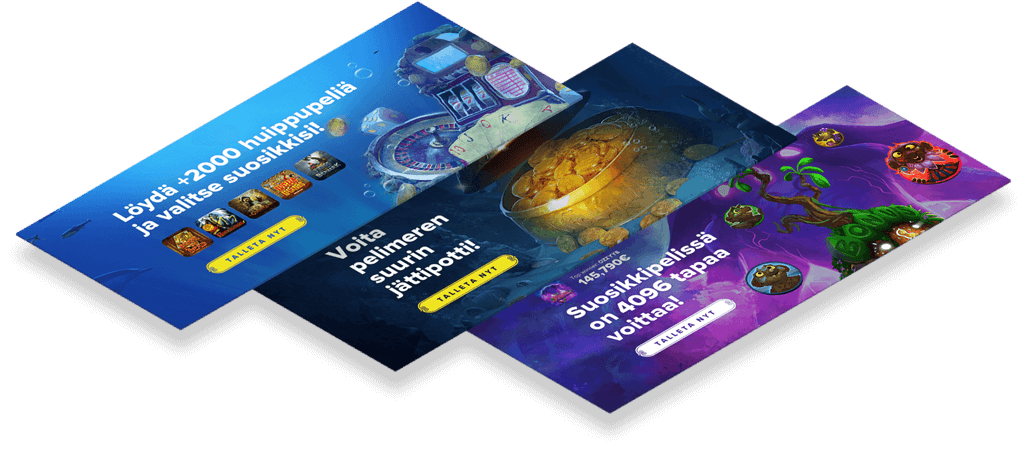 Löydä +2000 huippupeliä
ja valitse suosikkisi!
TALLETA NYT
Voita
pelimeren
suurin
jättipotti!
TALLETA NYT
145,790€
Suosikkipelissä
on 4096 tapaa
voittaa!
TALLETA NYT